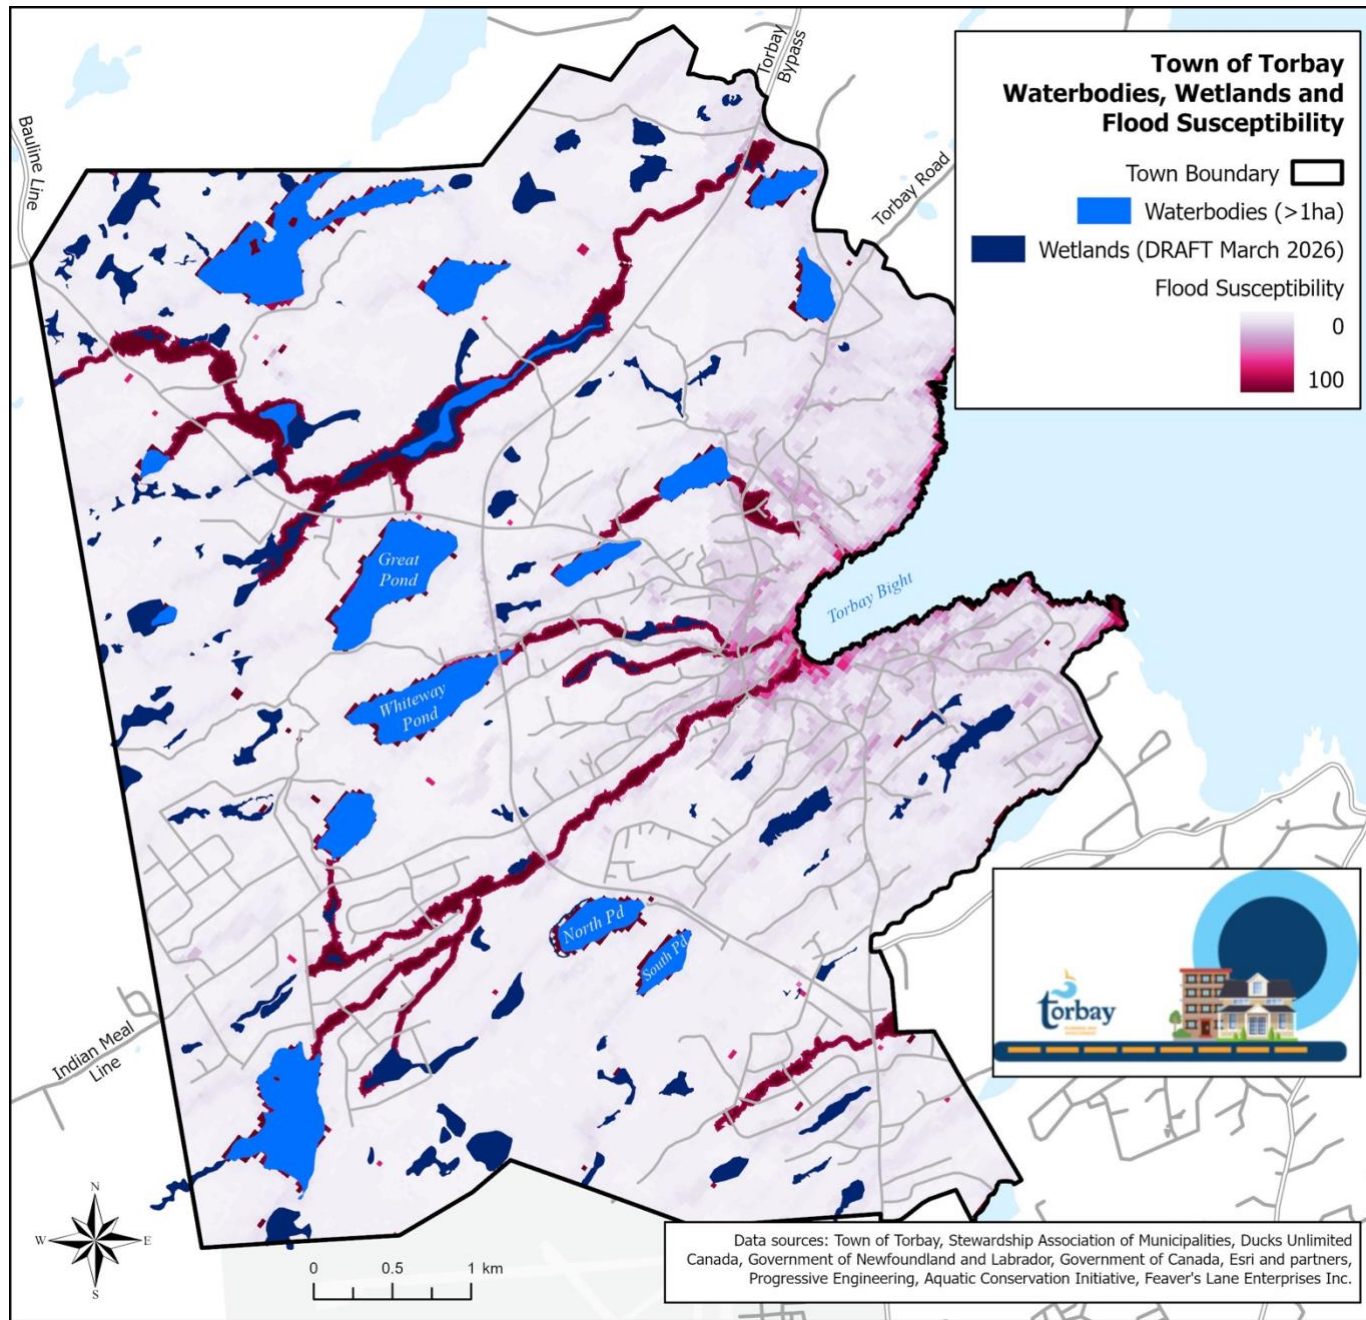 Town of Torbay
Waterbodies, Wetlands and
Flood Susceptibility
Town Boundary
Waterbodies (>1ha)
Wetlands (DRAFT March 2026)
Flood Susceptibility
0
100
Torbay
Bypass
Bauline Line
Torbay Road
Great
Pond
Torbay Bight
Whiteway
Pond
North Pd
South Pd
Indian Meal
Line
torbay
N
W
E
S
0
0.5
1 km
Data sources: Town of Torbay, Stewardship Association of Municipalities, Ducks Unlimited
Canada, Government of Newfoundland and Labrador, Government of Canada, Esri and partners,
Progressive Engineering, Aquatic Conservation Initiative, Feaver's Lane Enterprises Inc.